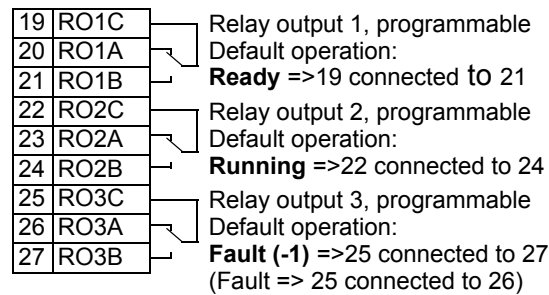 19 RO1C Relay output 1, programmable
20 RO1A Default operation:
21 RO1B Ready =>19 connected to 21
22 RO2C Relay output 2, programmable
23 RO2A Default operation:
24 RO2B Running =>22 connected to 24
25 RO3C Relay output 3, programmable
26 RO3A Default operation:
27 RO3B Fault (-1) =>25 connected to 27
(Fault => 25 connected to 26)